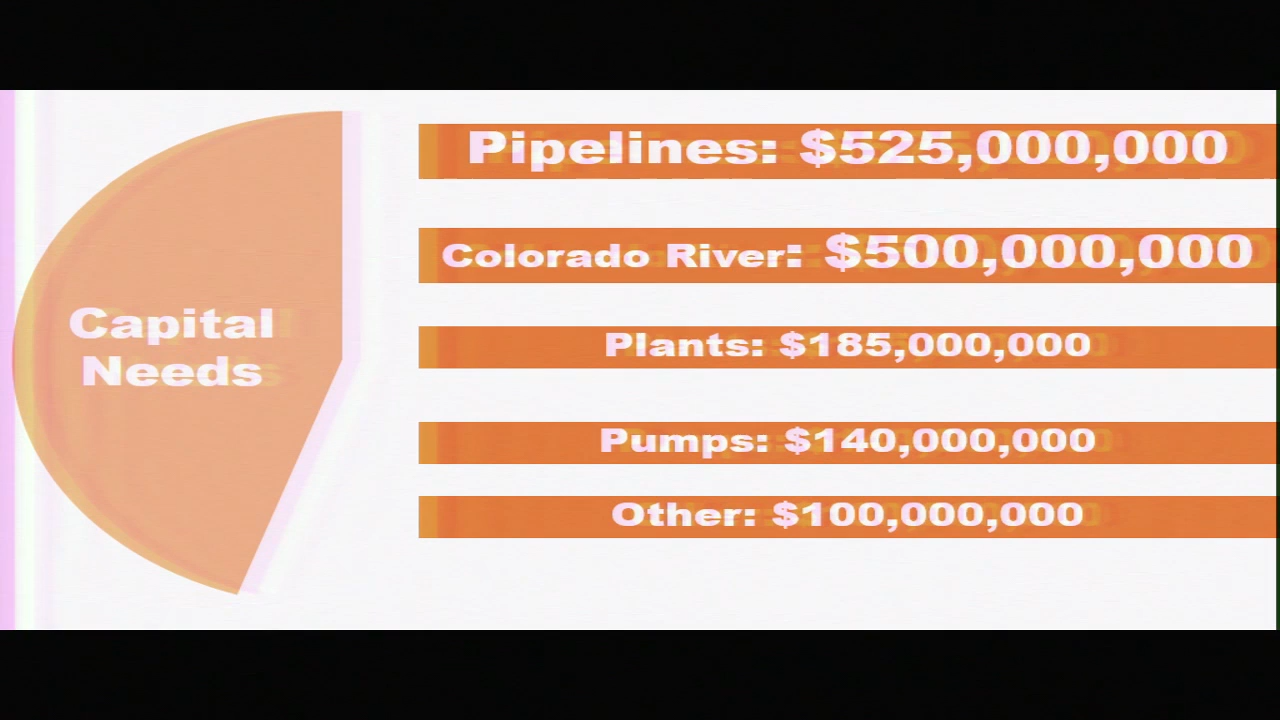 Capital
Needs
Pipelines: $525,000,000
Colorado River: $500,000,000
Plants: $185,000,000
Pumps: $140,000,000
Other: $100,000,000